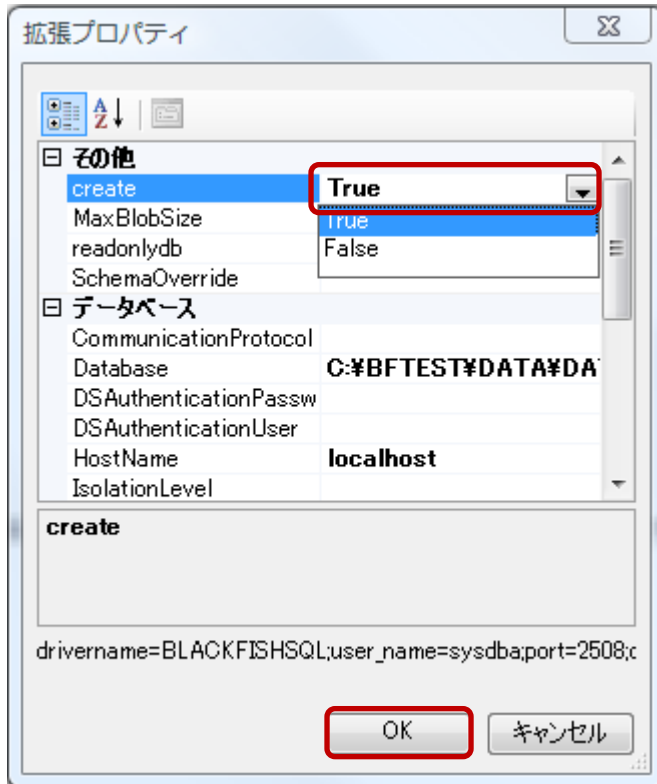 拡張プロパティ
その他
create True
True
MaxBlobSize
readonlydb False
SchemaOverride
データベース
CommunicationProtocol
Database C:¥BFTEST¥DATA¥DA
DSAuthenticationPassw
DSAuthenticationUser
HostName localhost
IsolationLevel
create
drivername=BLACKFISHSQL;user_name=sysdba;port=2508;c
OK キャンセル